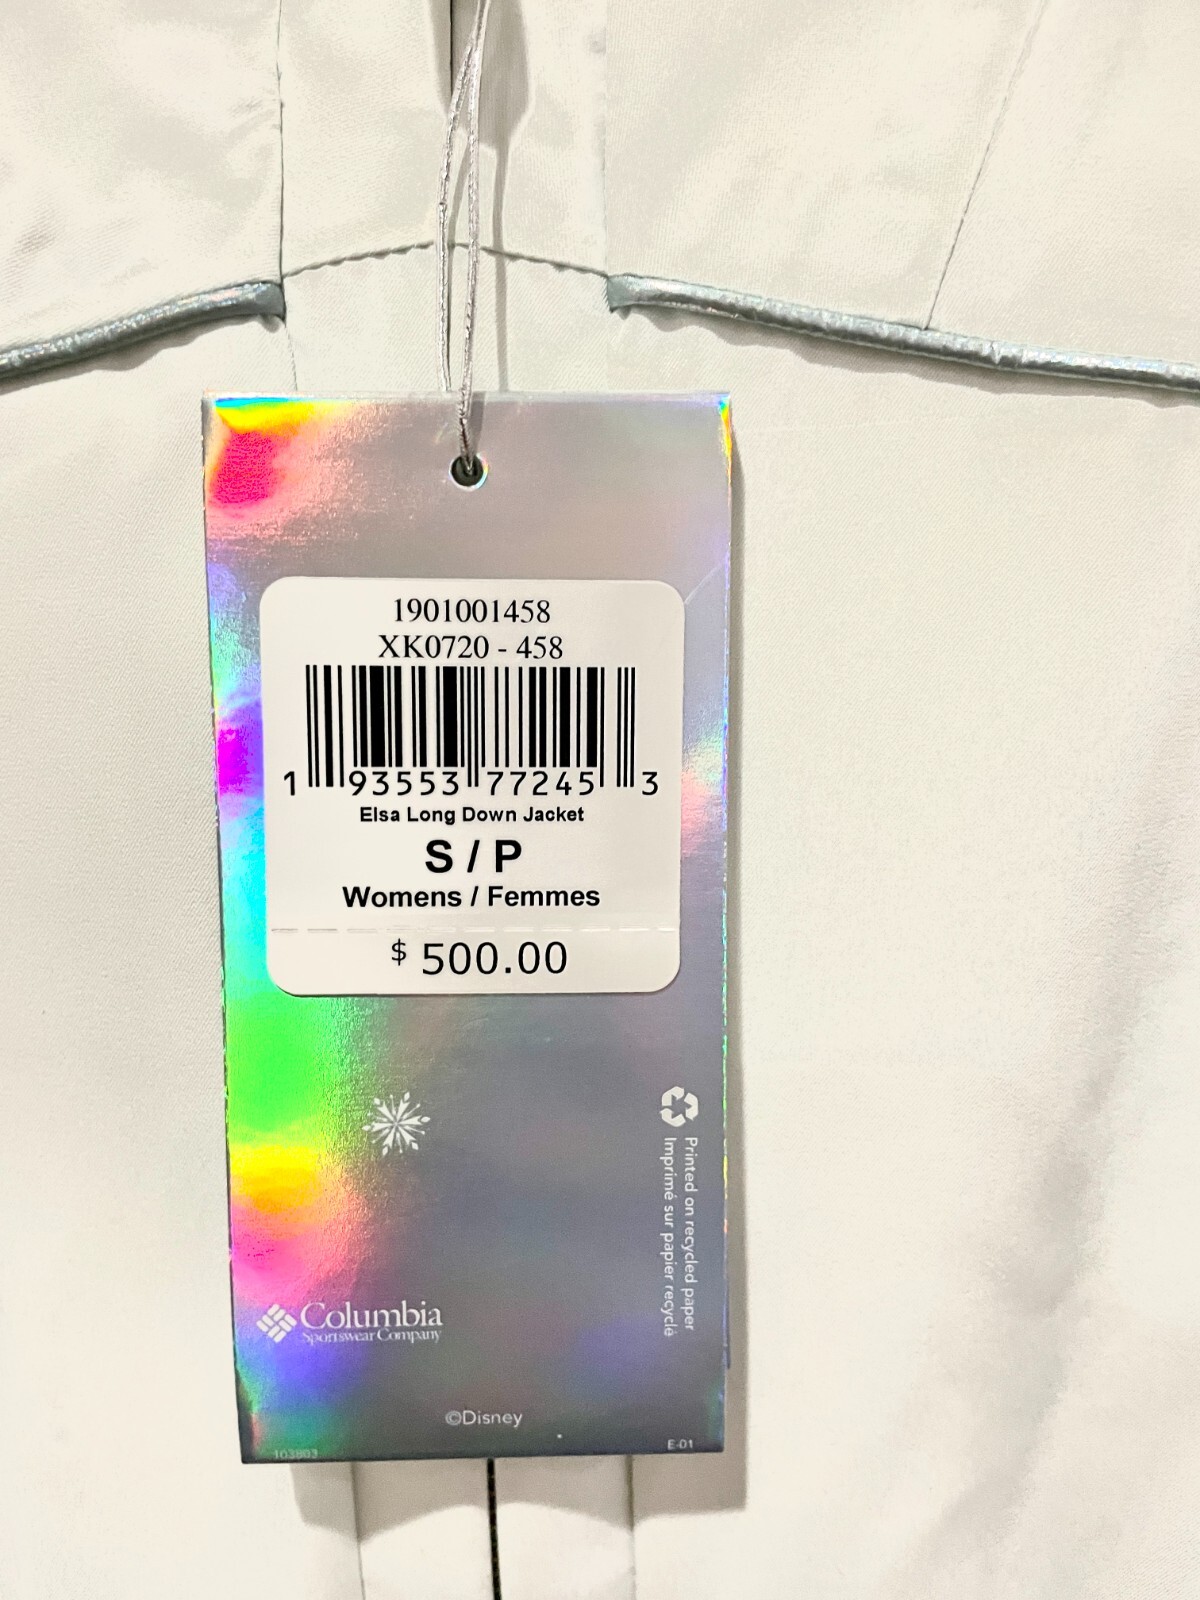 1901001458
XK0720 - 458
1 93553 77245 3
Elsa Long Down Jacket
S / P
Womens / Femmes
$ 500.00
Printed on recycled paper
Imprimé sur papier recyclé
Columbia
Sportswear Company
©Disney
103803
E-01